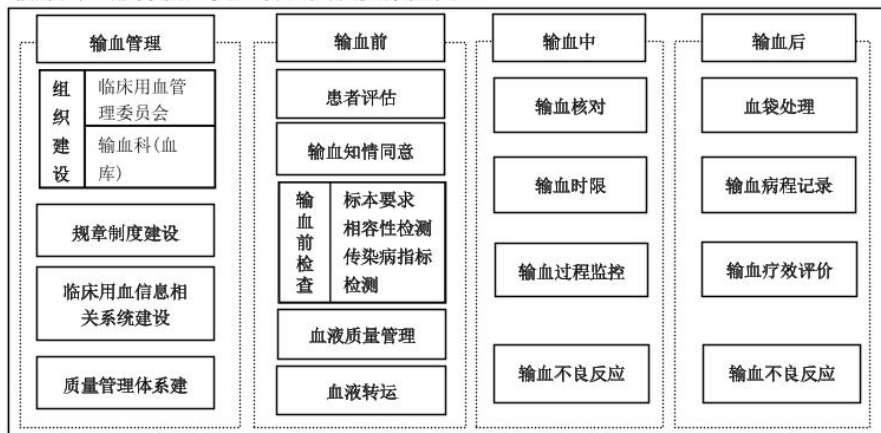 输血管理
组
织
建
设
临床用血管
理委员会
输血科(血
库)
规章制度建设
临床用血信息相
关系统建设
质量管理体系建
输血前
患者评估
输血知情同意
输
血
前
检
查
标本要求
相容性检测
传染病指标
检测
血液质量管理
血液转运
输血中
输血核对
输血时限
输血过程监控
输血不良反应
输血后
血袋处理
输血病程记录
输血疗效评价
输血不良反应